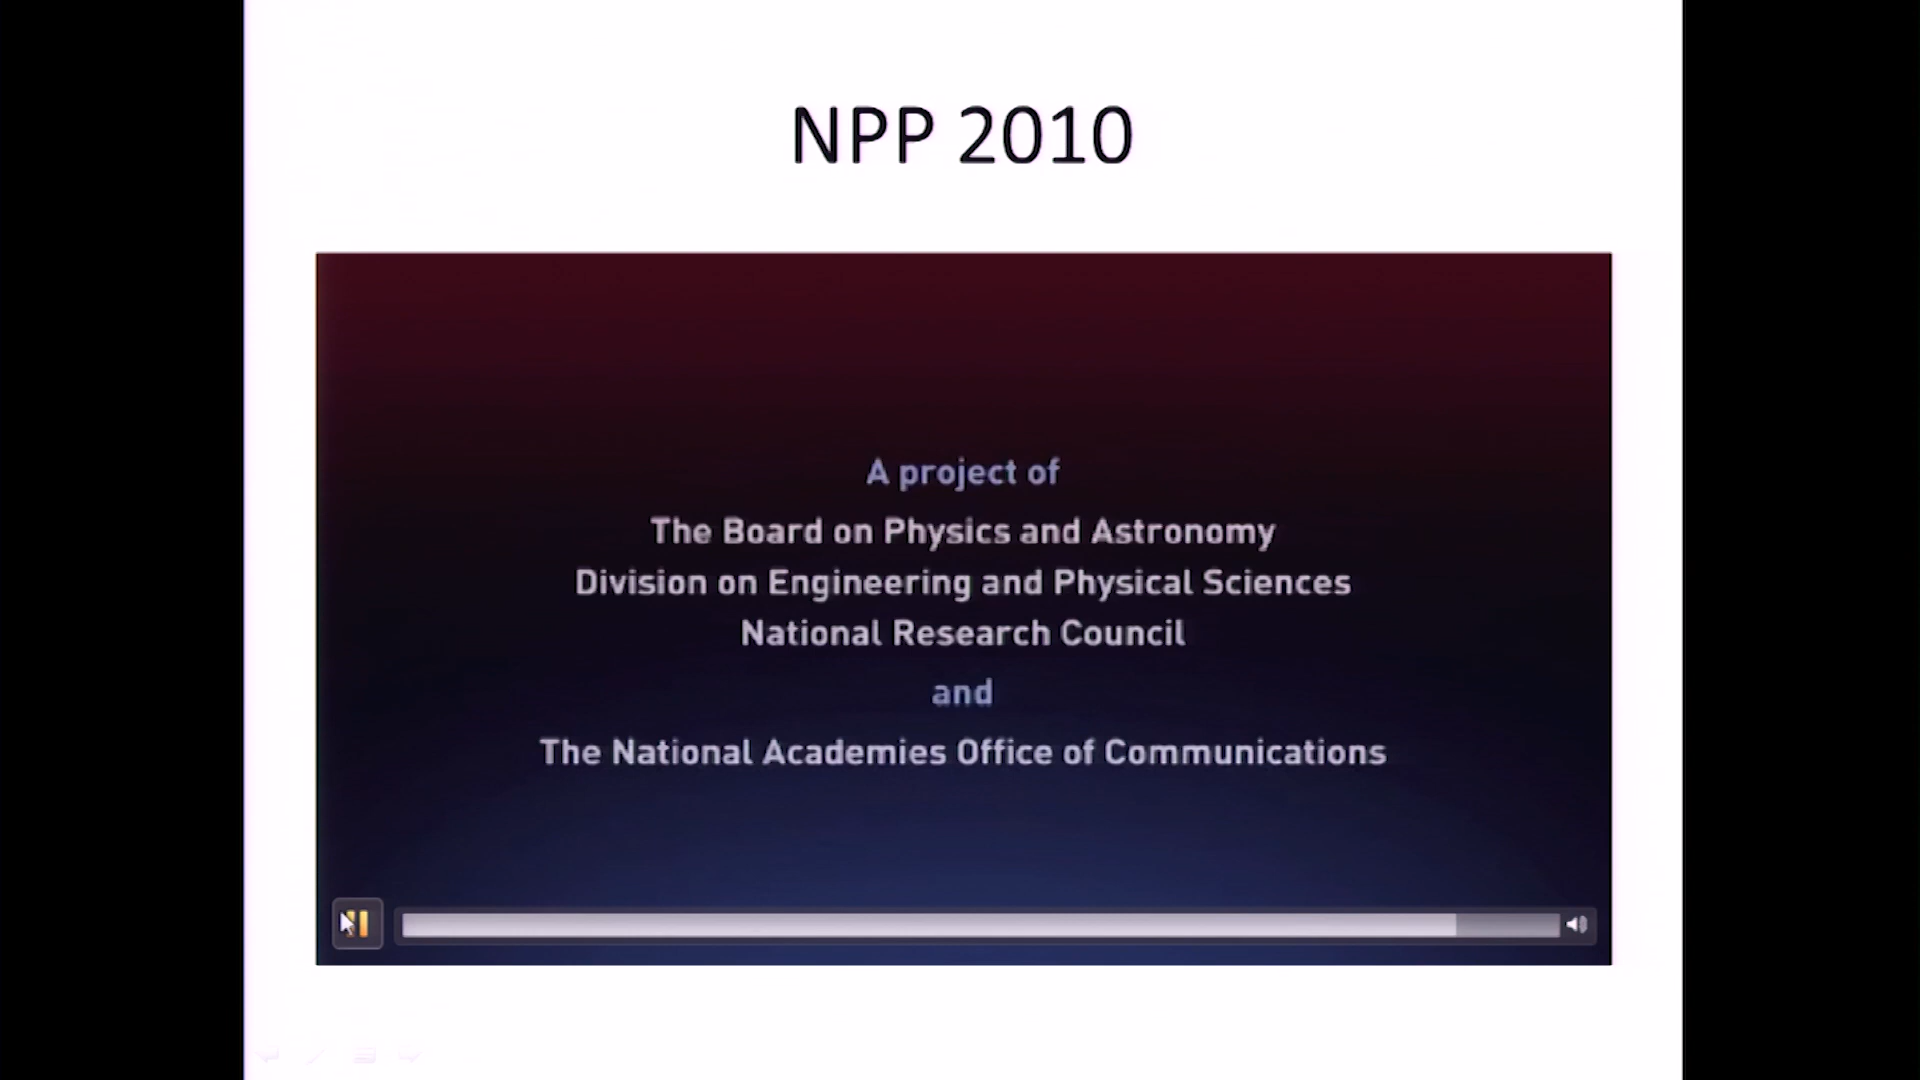 NPP 2010
A project of
The Board on Physics and Astronomy
Division on Engineering and Physical Sciences
National Research Council
and
The National Academies Office of Communications